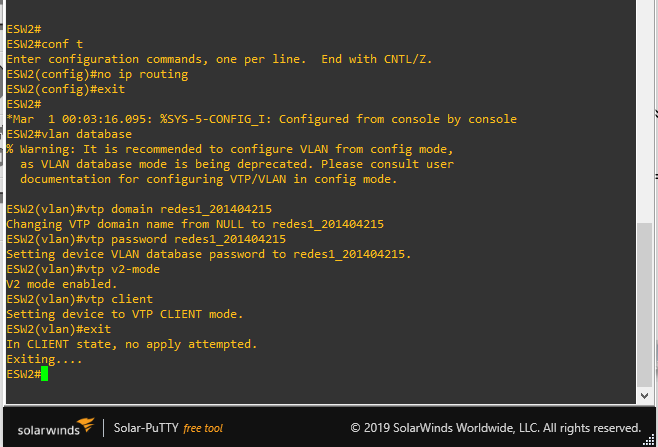 ESW2#
ESW2#conf t
Enter configuration commands, one per line.  End with CNTL/Z.
ESW2(config)#no ip routing
ESW2(config)#exit
ESW2#
*Mar  1 00:03:16.095: %SYS-5-CONFIG_I: Configured from console by console
ESW2#vlan database
% Warning: It is recommended to configure VLAN from config mode,
  as VLAN database mode is being deprecated. Please consult user
  documentation for configuring VTP/VLAN in config mode.

ESW2(vlan)#vtp domain redes1_201404215
Changing VTP domain name from NULL to redes1_201404215
ESW2(vlan)#vtp password redes1_201404215
Setting device VLAN database password to redes1_201404215.
ESW2(vlan)#vtp v2-mode
V2 mode enabled.
ESW2(vlan)#vtp client
Setting device to VTP CLIENT mode.
ESW2(vlan)#exit
In CLIENT state, no apply attempted.
Exiting....
ESW2#
solarwinds | Solar-PuTTY free tool © 2019 SolarWinds Worldwide, LLC. All rights reserved.